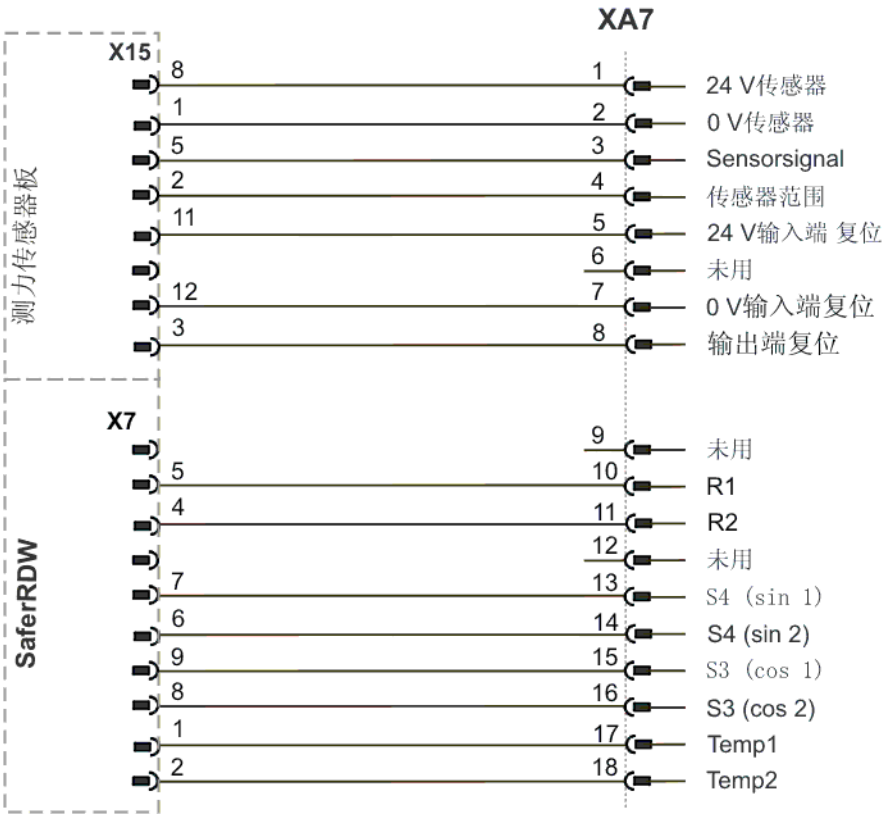 XA7
X15
8 1 24 V传感器
1 2 0 V传感器
5 3 Sensorsignal
2 4 传感器范围
11 5 24 V输入端 复位
6 未用
12 7 0 V输入端复位
3 8 输出端复位
测力传感器板
X7
9 未用
5 10 R1
4 11 R2
12 未用
7 13 S4 (sin 1)
6 14 S4 (sin 2)
9 15 S3 (cos 1)
8 16 S3 (cos 2)
1 17 Temp1
2 18 Temp2
SaferRDW